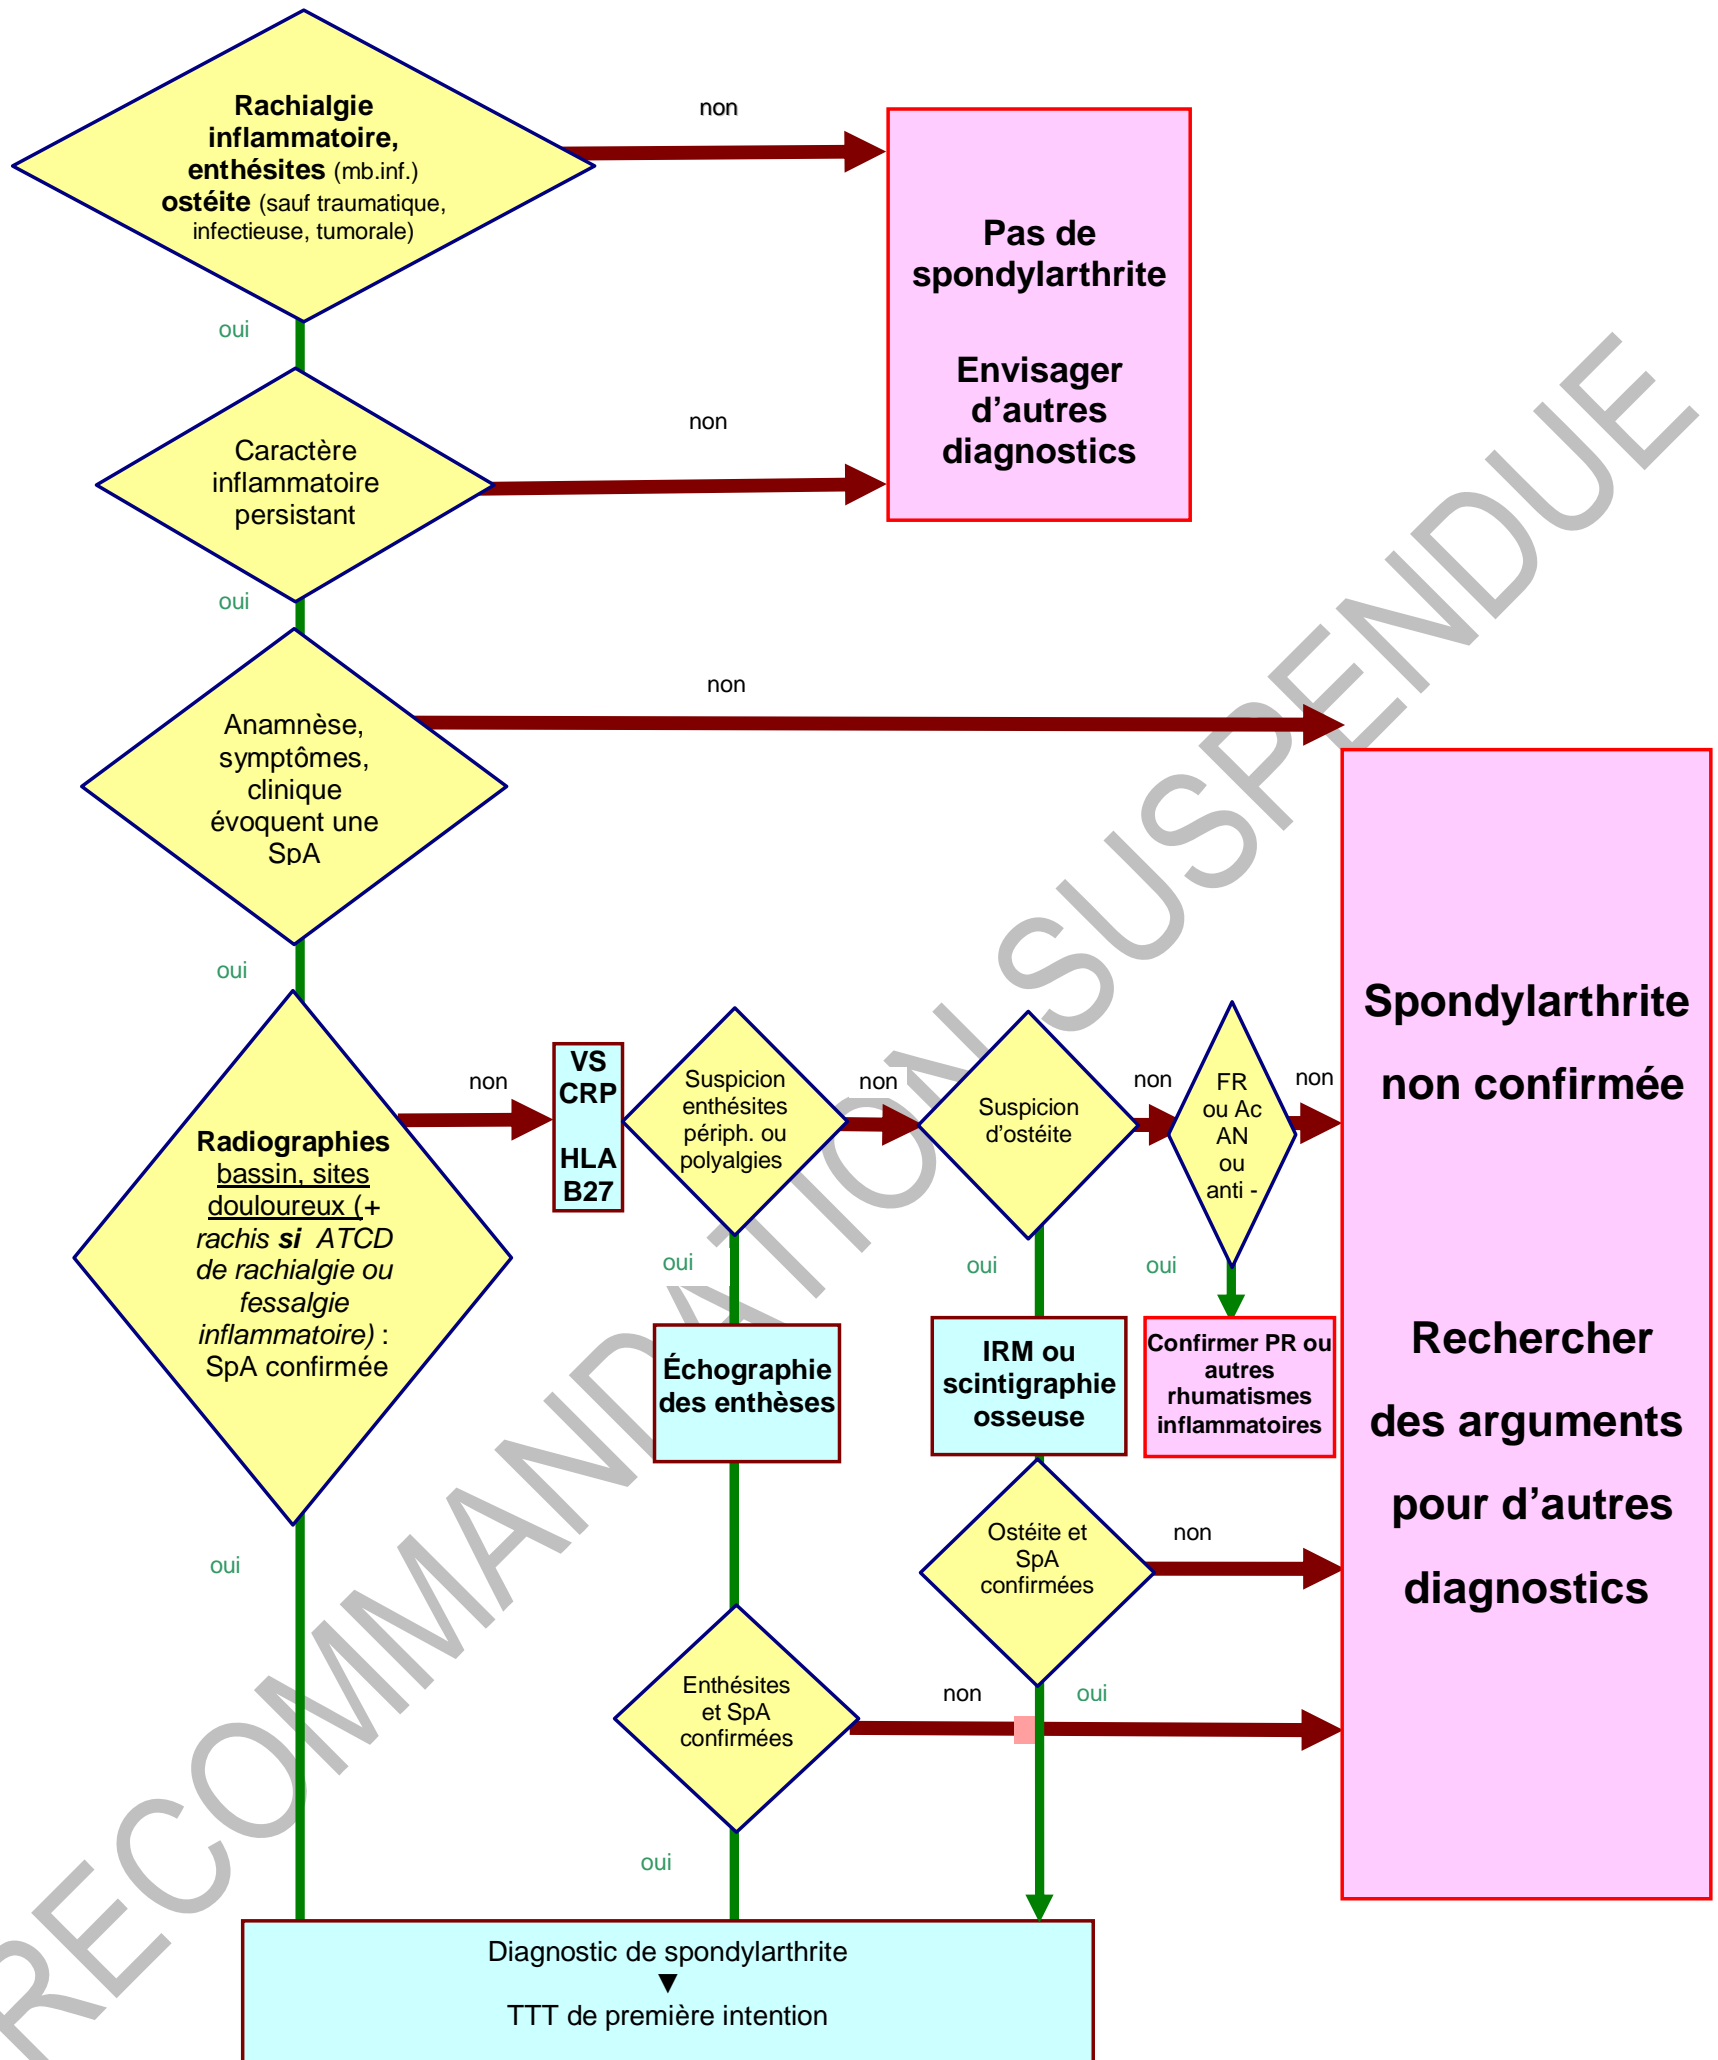 Rachialgie
inflammatoire,
enthésites (mb.inf.)
ostéite (sauf traumatique,
infectieuse, tumorale)
non
Pas de
spondylarthrite
Envisager
d’autres
diagnostics
oui
Caractère
inflammatoire
persistant
non
oui
Anamnèse,
symptômes,
clinique
évoquent une
SpA
non
oui
Radiographies
bassin, sites
douloureux (+
rachis si ATCD
de rachialgie ou
fessalgie
inflammatoire) :
SpA confirmée
non
VS
CRP
HLA
B27
Suspicion
enthésites
périph. ou
polyalgies
non
Suspicion
d’ostéite
non
FR
ou Ac
AN
ou
anti -
non
Spondylarthrite
non confirmée
Rechercher
des arguments
pour d’autres
diagnostics
oui
oui
oui
oui
Échographie
des enthèses
IRM ou
scintigraphie
osseuse
Confirmer PR ou
autres
rhumatismes
inflammatoires
Ostéite et
SpA
confirmées
non
Enthésites
et SpA
confirmées
non
oui
oui
Diagnostic de spondylarthrite
▼
TTT de première intention
RECOMMANDATION SUSPENDUE